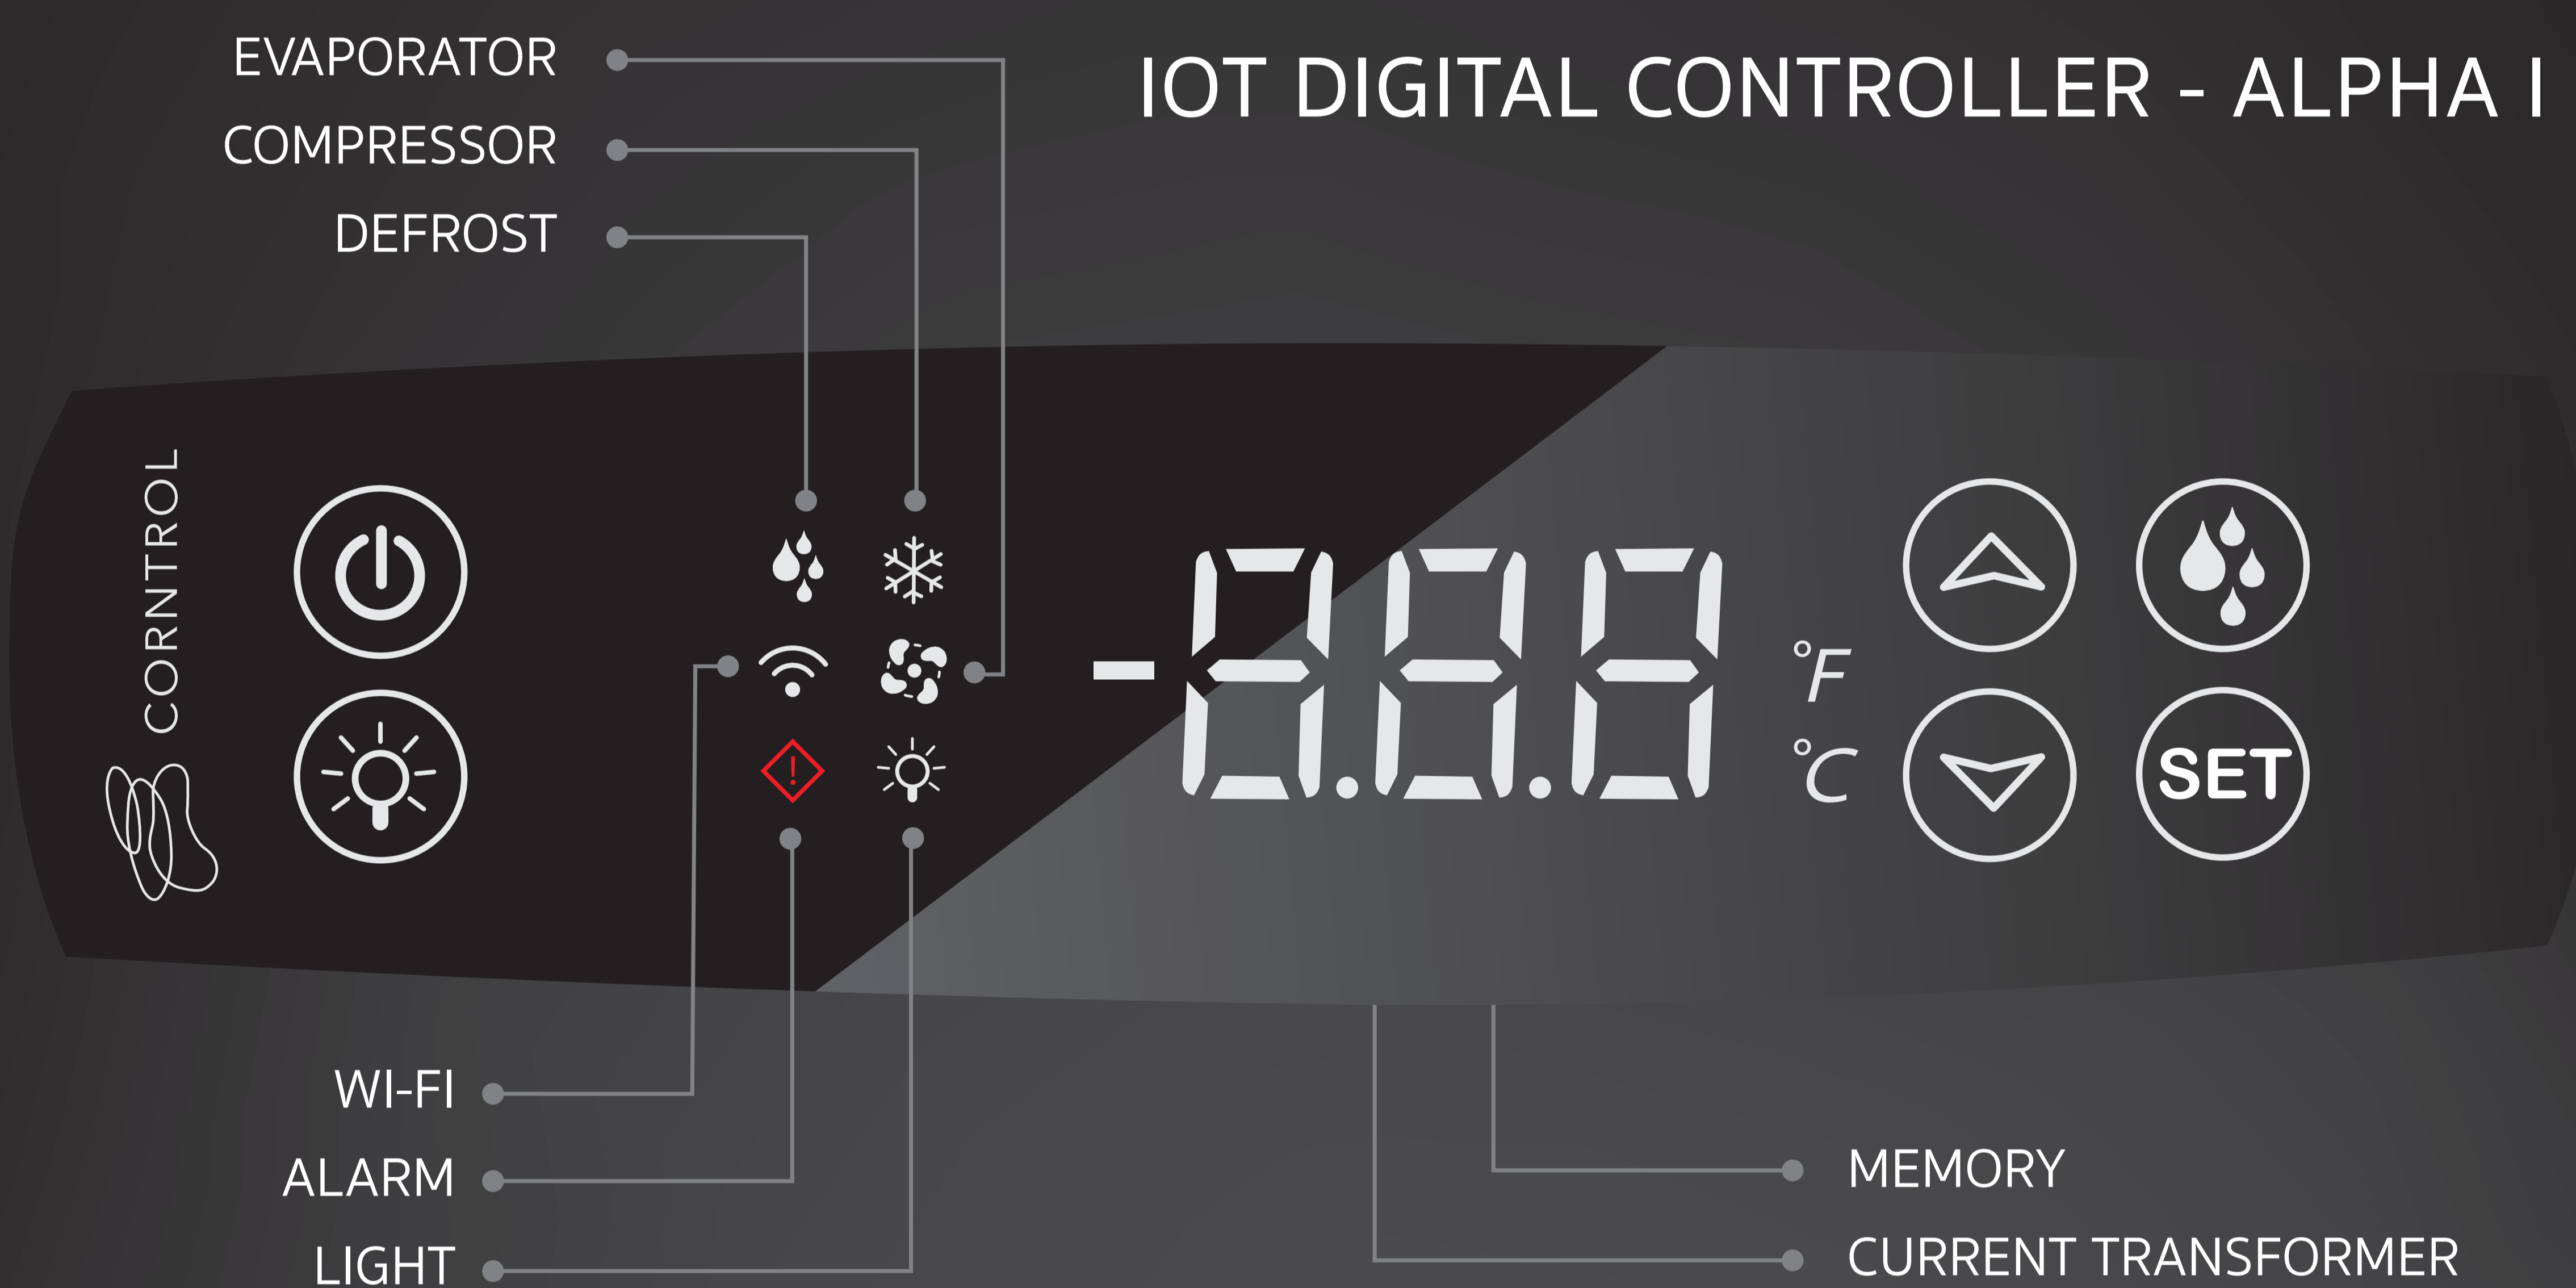 EVAPORATOR
COMPRESSOR
DEFROST
IOT DIGITAL CONTROLLER - ALPHA I
CORNTROL
-8.8.8
°F
°C
SET
WI-FI
ALARM
LIGHT
MEMORY
CURRENT TRANSFORMER